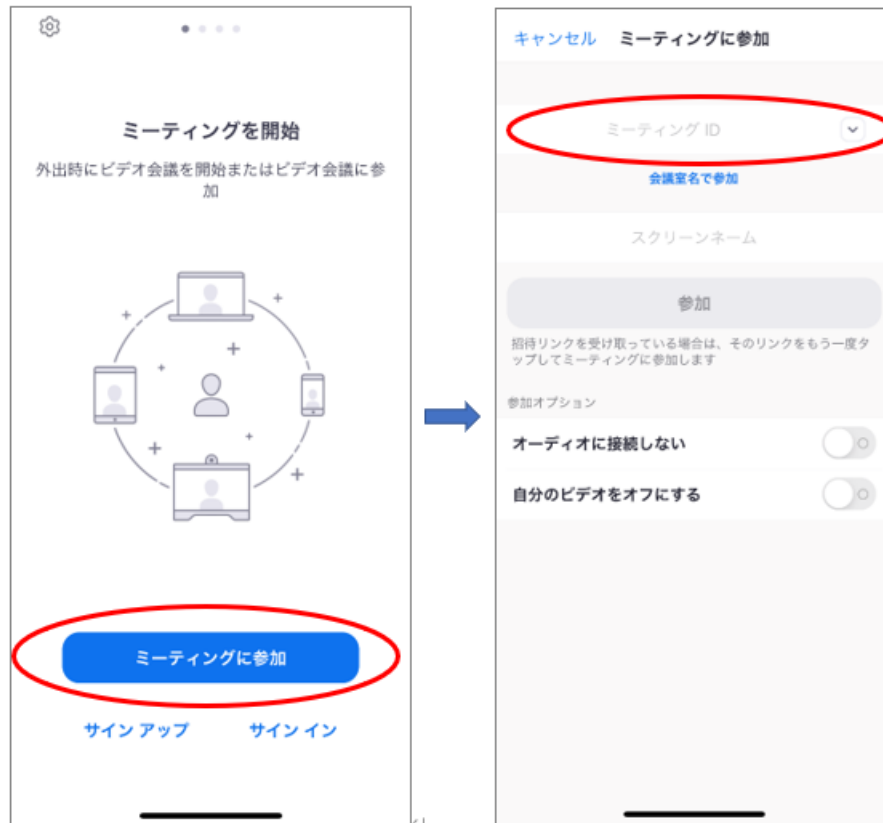 ミーティングを開始
外出時にビデオ会議を開始またはビデオ会議に参
加
ミーティングに参加
サイン アップ サイン イン
キャンセル ミーティングに参加
ミーティング ID
会議室名で参加
スクリーンネーム
参加
招待リンクを受け取っている場合は、そのリンクをもう一度タ
ップしてミーティングに参加します
参加オプション
オーディオに接続しない
自分のビデオをオフにする